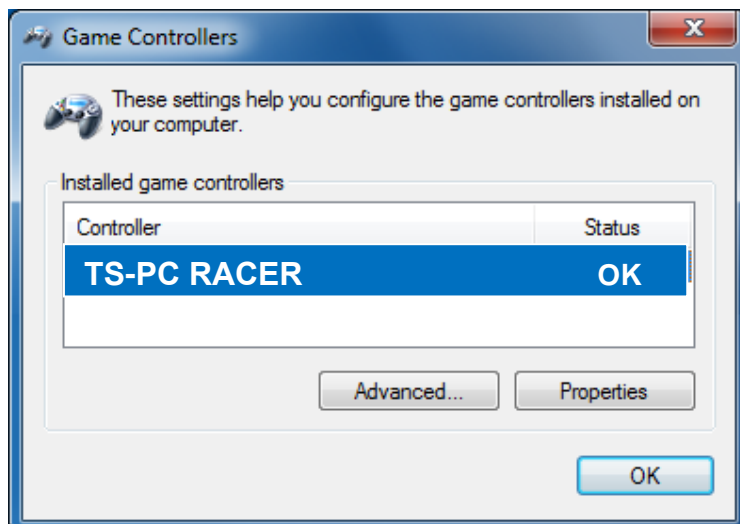 Game Controllers
These settings help you configure the game controllers installed on
your computer.
Installed game controllers
Controller Status
TS-PC RACER OK
Advanced... Properties
OK